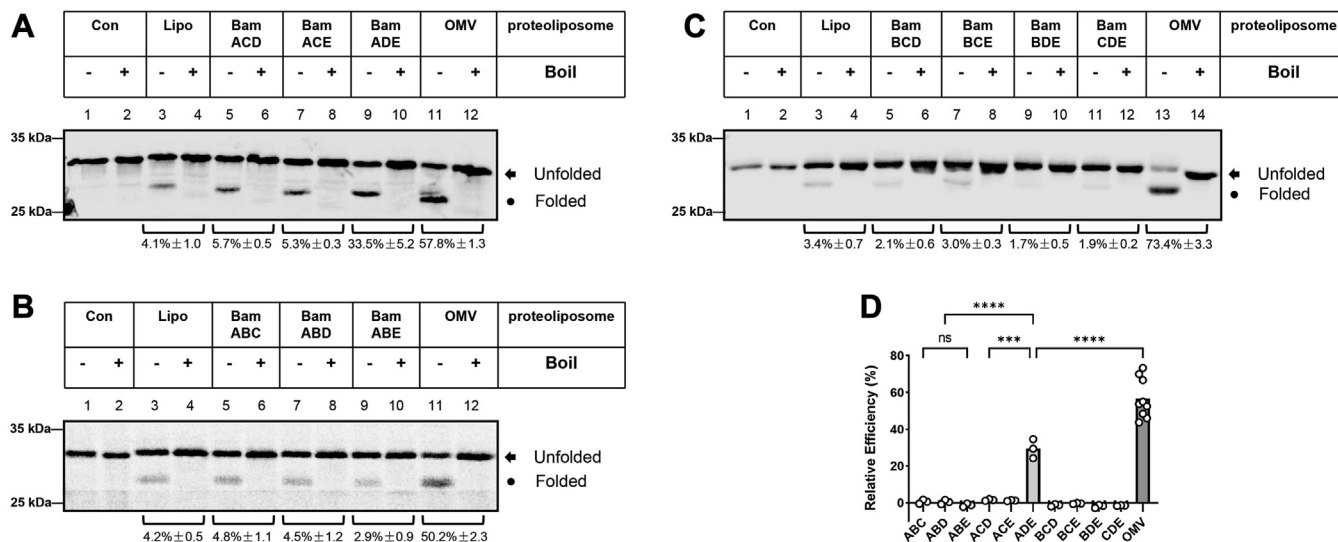 A
Con Lipo Bam ACD Bam ACE Bam ADE OMV proteoliposome
- + - + - + - + - + - + Boil
1 2 3 4 5 6 7 8 9 10 11 12
35 kDa
Unfolded
Folded
25 kDa
4.1%±1.0 5.7%±0.5 5.3%±0.3 33.5%±5.2 57.8%±1.3
B
Con Lipo Bam ABC Bam ABD Bam ABE OMV proteoliposome
- + - + - + - + - + - + Boil
1 2 3 4 5 6 7 8 9 10 11 12
35 kDa
Unfolded
Folded
25 kDa
4.2%±0.5 4.8%±1.1 4.5%±1.2 2.9%±0.9 50.2%±2.3
C
Con Lipo Bam BCD Bam BCE Bam BDE Bam CDE OMV proteoliposome
- + - + - + - + - + - + - + Boil
1 2 3 4 5 6 7 8 9 10 11 12 13 14
35 kDa
Unfolded
Folded
25 kDa
3.4%±0.7 2.1%±0.6 3.0%±0.3 1.7%±0.5 1.9%±0.2 73.4%±3.3
D
****
ns *** ****
Relative Efficiency (%)
80
60
40
20
0
ABC ABD ABE ACD ACE ADE BCD BCE BDE CDE OMV